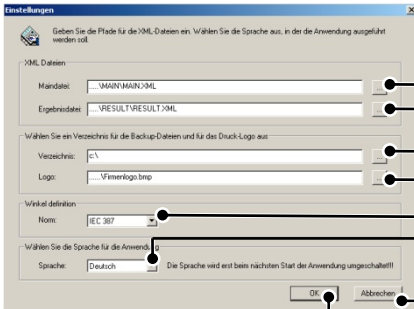 Einstellungen
Geben Sie die Pfade für die XML-Dateien ein. Wählen Sie die Sprache aus, in der die Anwendung ausgeführt
werden soll.
XML Dateien
Maindatei: ....\MAIN\MAIN.XML ...
Ergebnisdatei: ....\RESULT\RESULT.XML ...
Wählen Sie ein Verzeichnis für die Backup-Dateien und für das Druck-Logo aus
Verzeichnis: c:\ ...
Logo: .....\Firmenlogo.bmp ...
Winkel definition
Norm: IEC 387
Wählen Sie die Sprache für die Anwendung
Sprache: Deutsch Die Sprache wird erst beim nächsten Start der Anwendung umgeschaltet!!!
OK Abbrechen